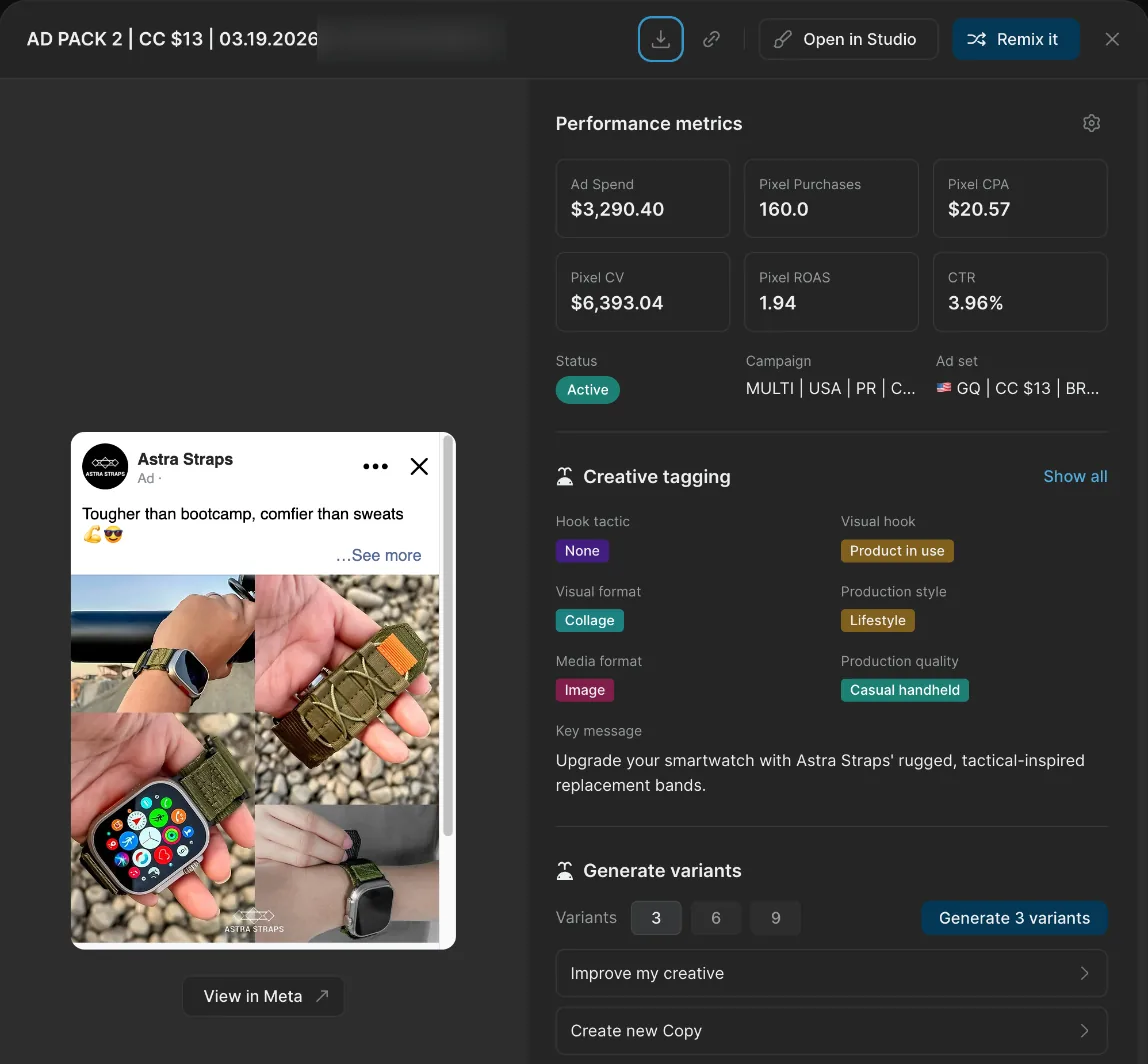 AD PACK 2 | CC $13 | 03.19.2026
Open in Studio
Remix it
Performance metrics
Ad Spend
$3,290.40
Pixel Purchases
160.0
Pixel CPA
$20.57
Pixel CV
$6,393.04
Pixel ROAS
1.94
CTR
3.96%
Status
Active
Campaign
MULTI | USA | PR | C...
Ad set
🇺🇸 GQ | CC $13 | BR...
ASTRA STRAPS
Astra Straps
Ad ·
Tougher than bootcamp, comfier than sweats
💪😎
...See more
ASTRA STRAPS
View in Meta
Creative tagging
Show all
Hook tactic
None
Visual hook
Product in use
Visual format
Collage
Production style
Lifestyle
Media format
Image
Production quality
Casual handheld
Key message
Upgrade your smartwatch with Astra Straps' rugged, tactical-inspired
replacement bands.
Generate variants
Variants
3
6
9
Generate 3 variants
Improve my creative
Create new Copy